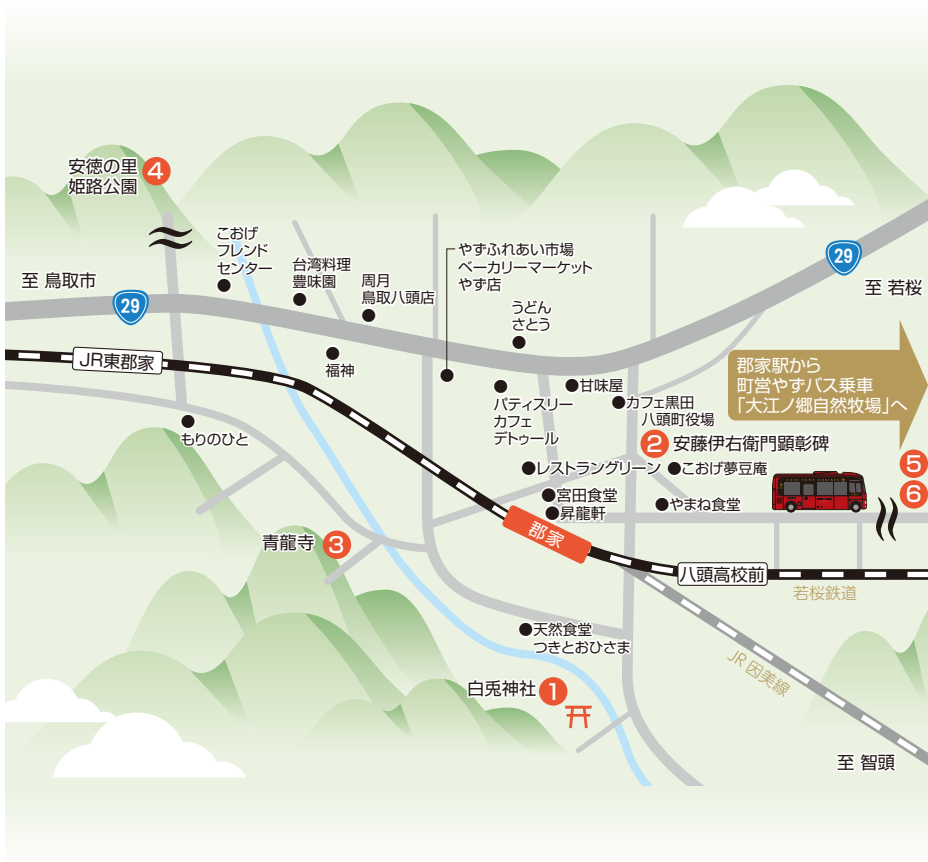 安徳の里
姫路公園
4
こおげ
フレンド
センター
台湾料理
豊味園
周月
鳥取八頭店
やずふれあい市場
ベーカリーマーケット
やず店
うどん
さとう
29
至 若桜
至 鳥取市
29
JR東郡家
福神
もりのひと
パティスリー
カフェ
デトゥール
甘味屋
カフェ黒田
八頭町役場
2 安藤伊右衛門顕彰碑
郡家駅から
町営やずバス乗車
「大江ノ郷自然牧場」へ
5
6
レストラングリーン
こおげ夢豆庵
宮田食堂
昇龍軒
やまね食堂
郡家
青龍寺 3
八頭高校前
若桜鉄道
天然食堂
つきとおひさま
JR因美線
白兎神社 1
至 智頭